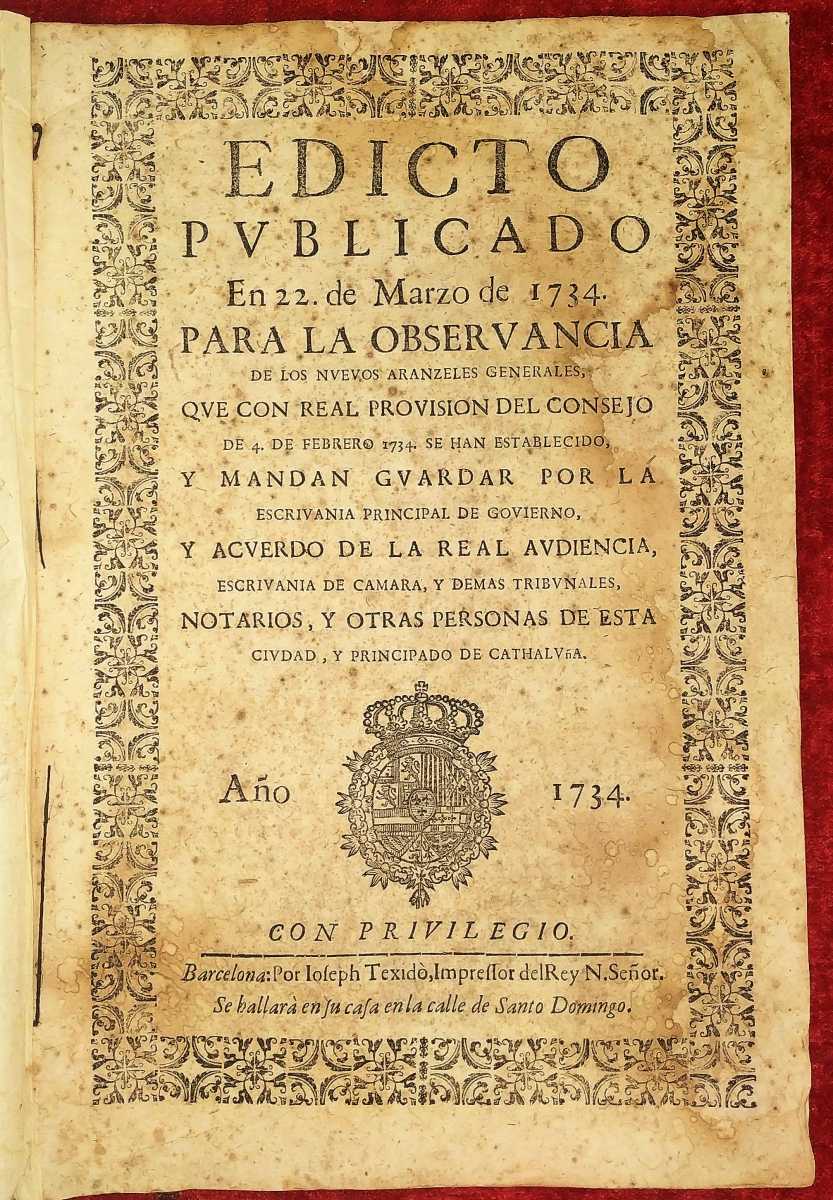 EDICTO
PVBLICADO
En 22. de Marzo de 1734.
PARA LA OBSERVANCIA
DE LOS NVEVOS ARANZELES GENERALES,
QVE CON REAL PROVISION DEL CONSEJO
DE 4. DE FEBRERO 1734. SE HAN ESTABLECIDO,
Y MANDAN GVARDAR POR LA
ESCRIVANIA PRINCIPAL DE GOVIERNO,
Y ACVERDO DE LA REAL AVDIENCIA,
ESCRIVANIA DE CAMARA, Y DEMAS TRIBVNALES,
NOTARIOS, Y OTRAS PERSONAS DE ESTA
CIVDAD, Y PRINCIPADO DE CATHALVñA.
Año 1734.
CON PRIVILEGIO.
Barcelona: Por Ioſeph Texidò, Impreſſor del Rey N. Señor.
Se hallarà en ſu caſa en la calle de Santo Domingo.